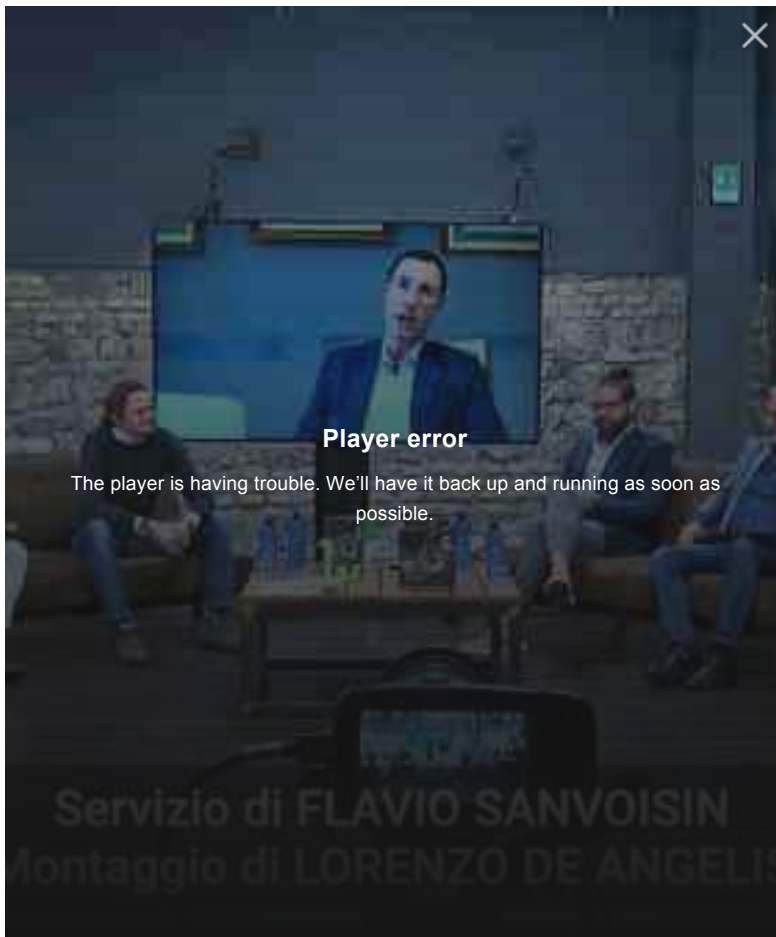 Player error
The player is having trouble. We’ll have it back up and running as soon as
possible.
Servizio di FLAVIO SANVOISIN
Montaggio di LORENZO DE ANGELIS